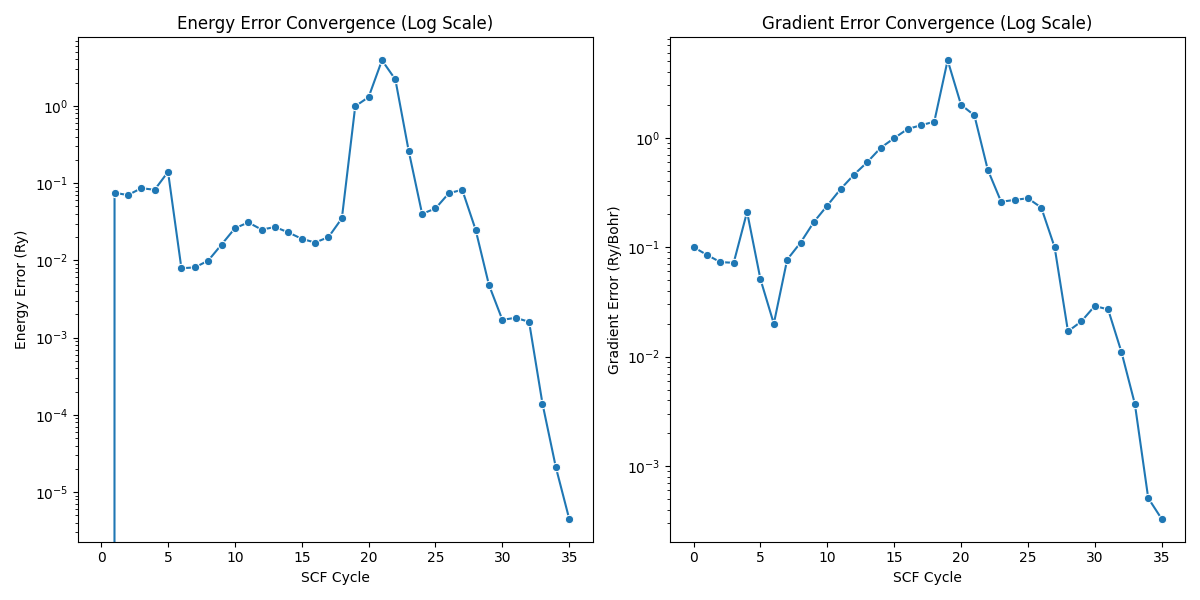 Energy Error Convergence (Log Scale)
Energy Error (Ry)
10⁰
10⁻¹
10⁻²
10⁻³
10⁻⁴
10⁻⁵
0 5 10 15 20 25 30 35
SCF Cycle
Gradient Error Convergence (Log Scale)
Gradient Error (Ry/Bohr)
10⁰
10⁻¹
10⁻²
10⁻³
0 5 10 15 20 25 30 35
SCF Cycle